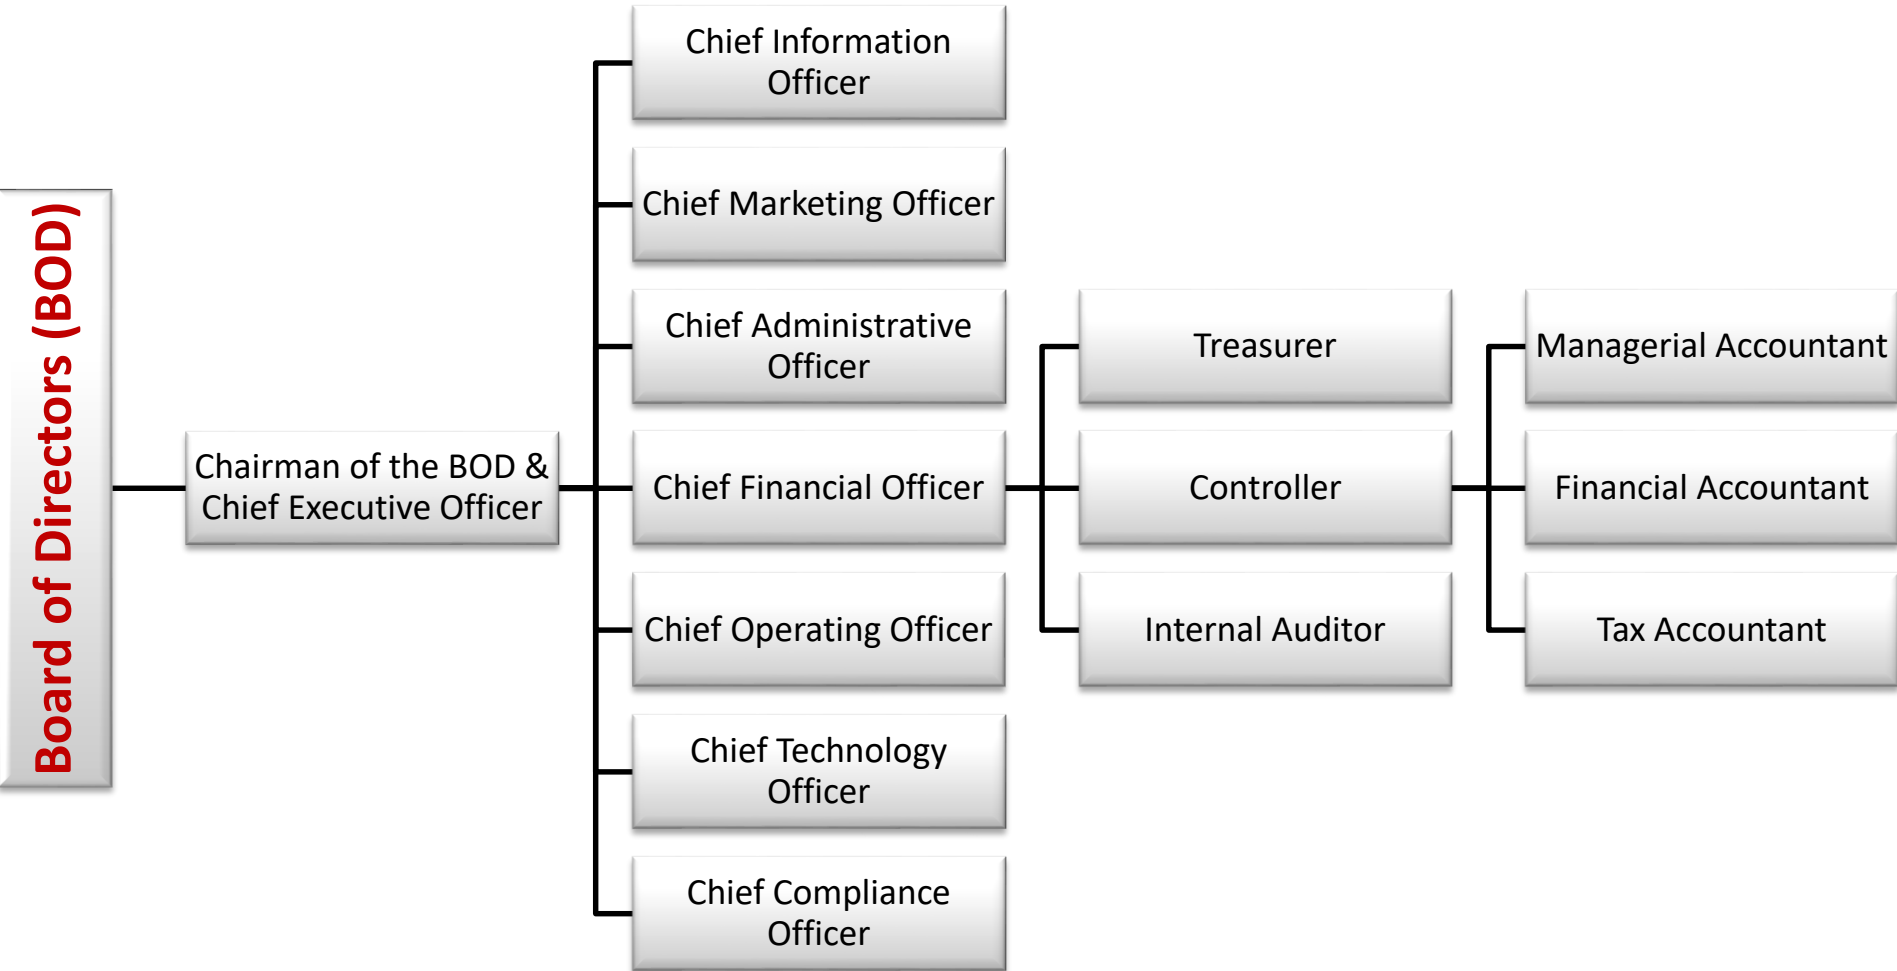 Board of Directors (BOD)
Chairman of the BOD &
Chief Executive Officer
Chief Information
Officer
Chief Marketing Officer
Chief Administrative
Officer
Chief Financial Officer
Chief Operating Officer
Chief Technology
Officer
Chief Compliance
Officer
Treasurer
Controller
Internal Auditor
Managerial Accountant
Financial Accountant
Tax Accountant